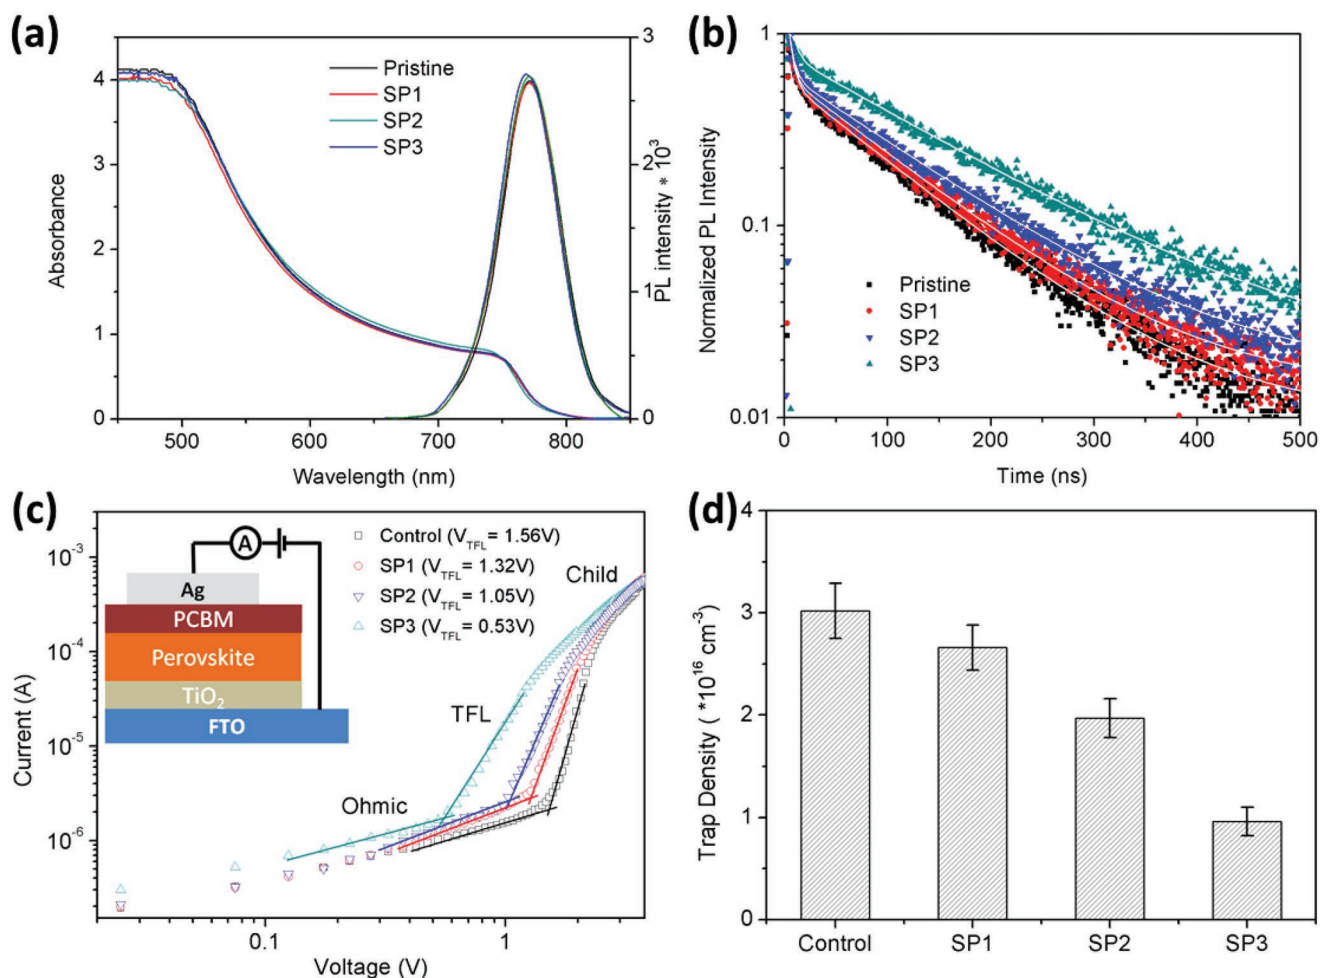 (a)
Absorbance
4
3
2
1
0
Pristine
SP1
SP2
SP3
3
2
1
0
PL intensity * 10³
500
600
700
800
Wavelength (nm)
(b)
Normalized PL Intensity
1
0.1
0.01
Pristine
SP1
SP2
SP3
0
100
200
300
400
500
Time (ns)
(c)
Current (A)
10⁻³
10⁻⁴
10⁻⁵
10⁻⁶
A
Ag
PCBM
Perovskite
TiO₂
FTO
Control (V_TFL = 1.56V)
SP1 (V_TFL = 1.32V)
SP2 (V_TFL = 1.05V)
SP3 (V_TFL = 0.53V)
Child
TFL
Ohmic
0.1
1
Voltage (V)
(d)
Trap Density ( *10¹⁶ cm⁻³)
4
3
2
1
0
Control
SP1
SP2
SP3